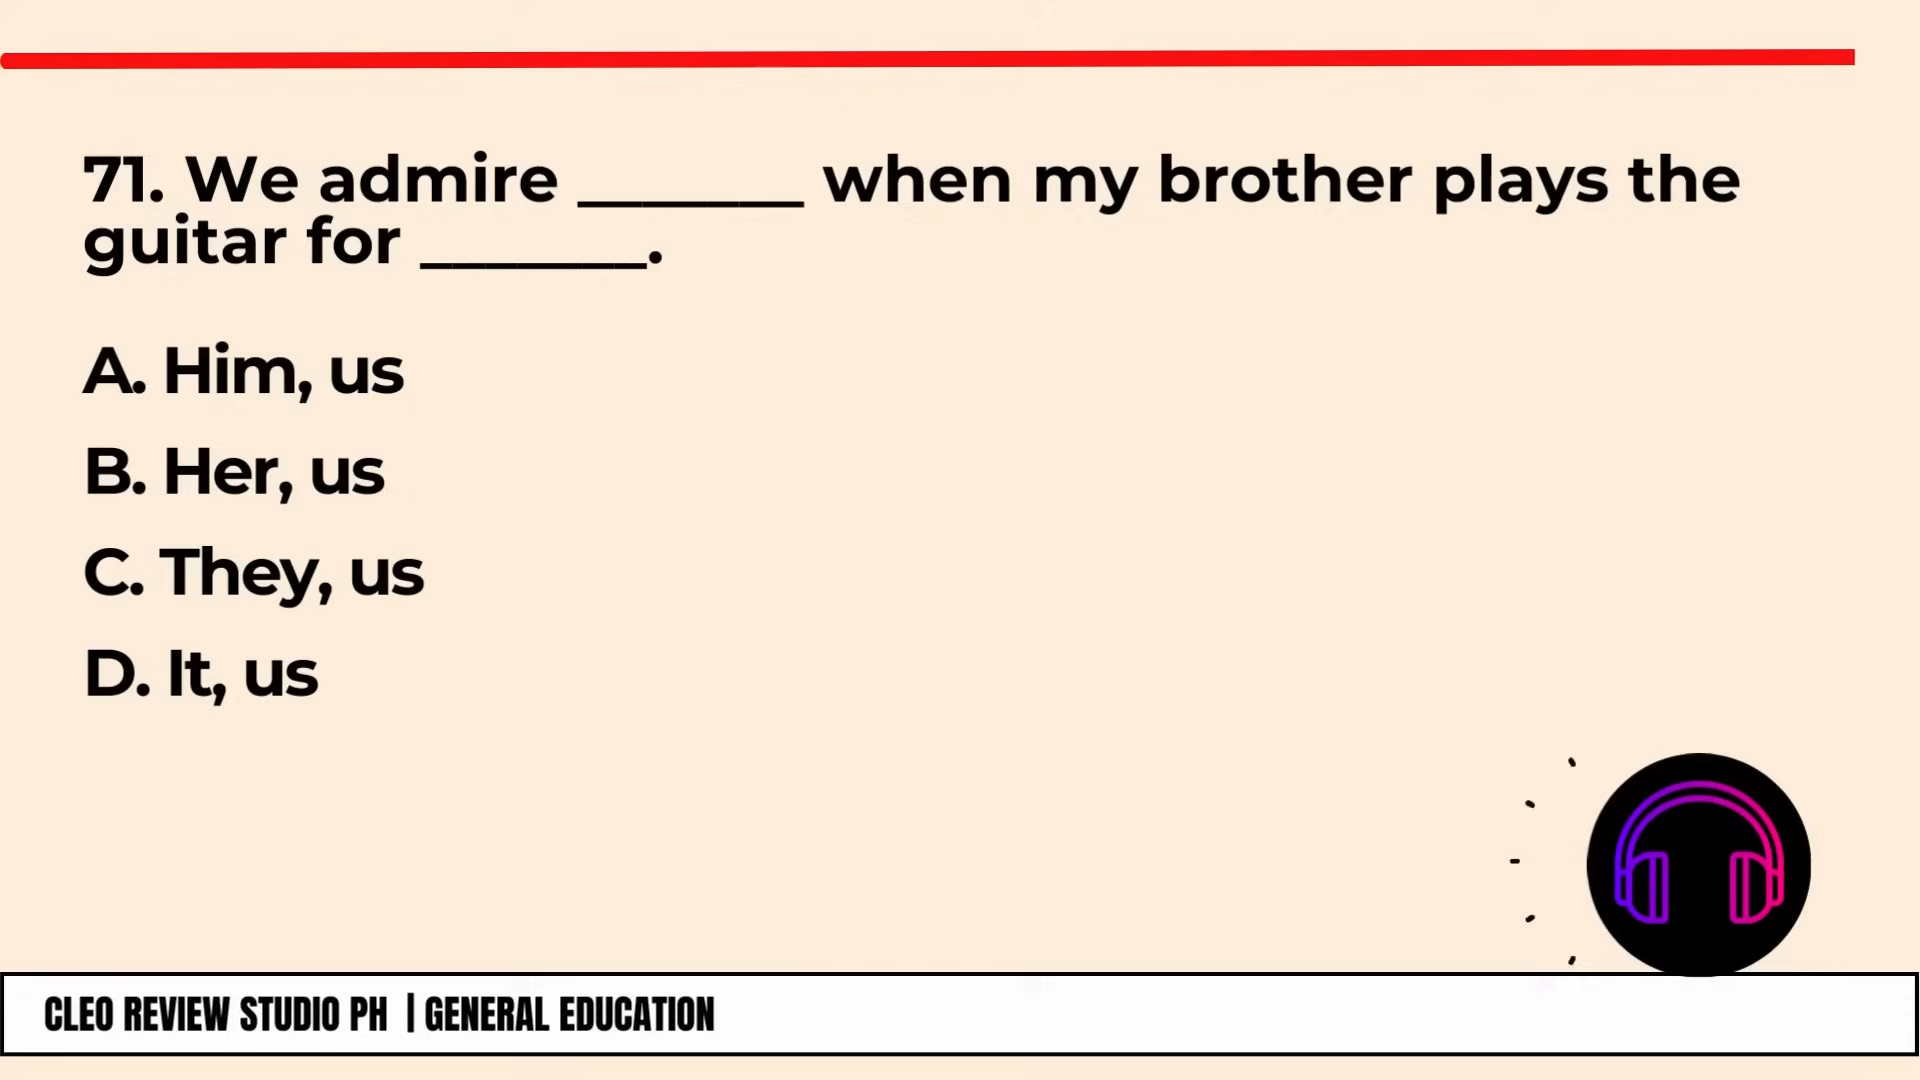 71. We admire _______ when my brother plays the
guitar for _______.
A. Him, us
B. Her, us
C. They, us
D. It, us
CLEO REVIEW STUDIO PH | GENERAL EDUCATION